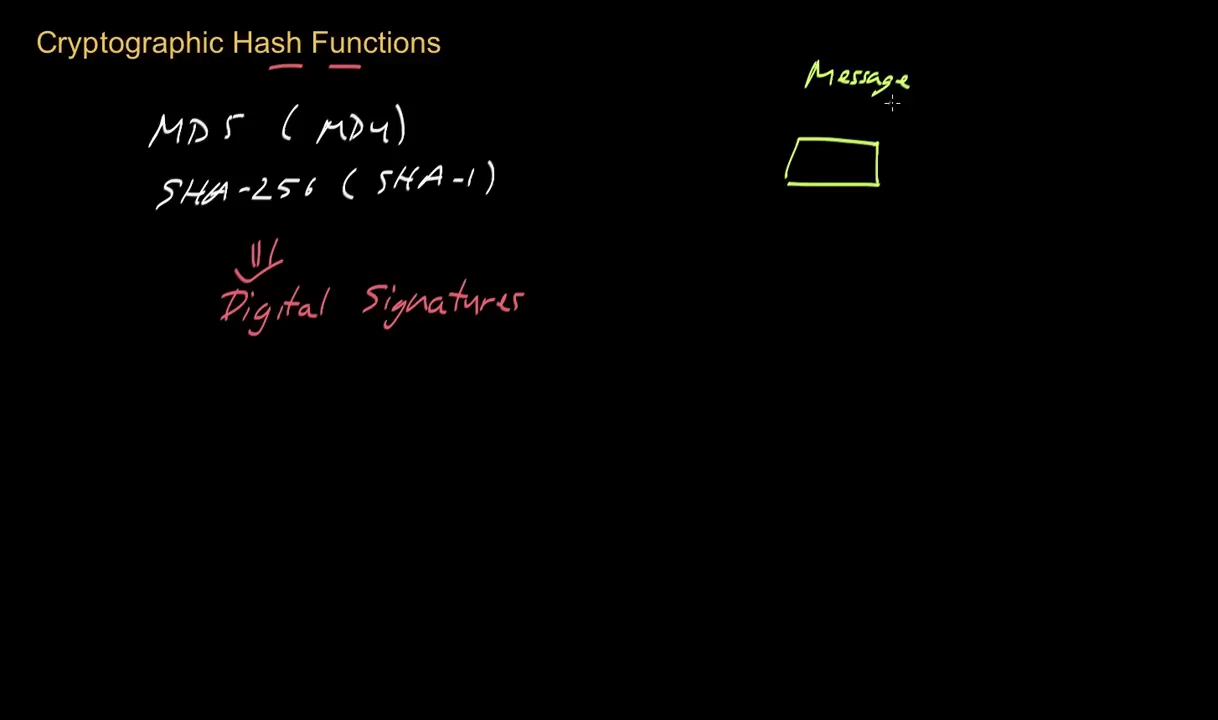 Cryptographic Hash Functions
MD5 (MD4)
SHA-256 (SHA-1)
Digital Signatures
Message